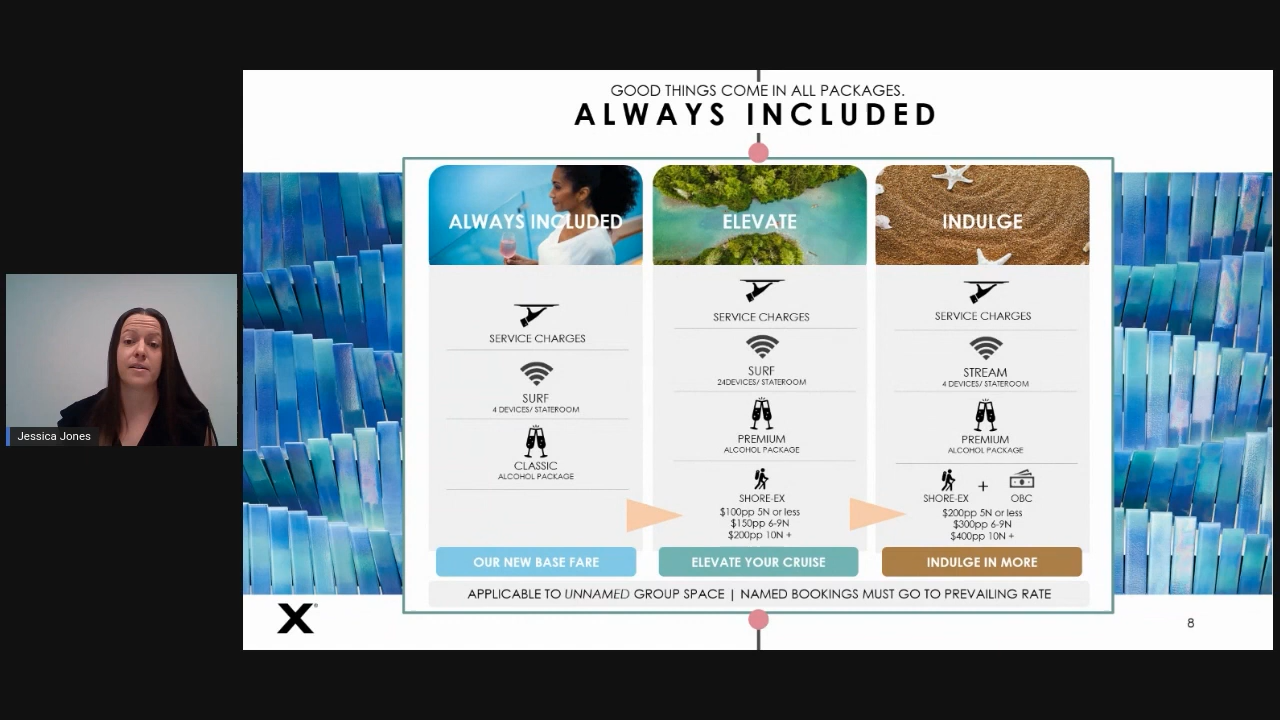 GOOD THINGS COME IN ALL PACKAGES.
ALWAYS INCLUDED
ALWAYS INCLUDED
SERVICE CHARGES
SURF
4 DEVICES/ STATEROOM
CLASSIC
ALCOHOL PACKAGE
OUR NEW BASE FARE
ELEVATE
SERVICE CHARGES
SURF
24DEVICES/ STATEROOM
PREMIUM
ALCOHOL PACKAGE
SHORE-EX
$100pp 5N or less
$150pp 6-9N
$200pp 10N +
ELEVATE YOUR CRUISE
INDULGE
SERVICE CHARGES
STREAM
4 DEVICES/ STATEROOM
PREMIUM
ALCOHOL PACKAGE
SHORE-EX + OBC
$200pp 5N or less
$300pp 6-9N
$400pp 10N +
INDULGE IN MORE
APPLICABLE TO UNNAMED GROUP SPACE | NAMED BOOKINGS MUST GO TO PREVAILING RATE
X
8
Jessica Jones